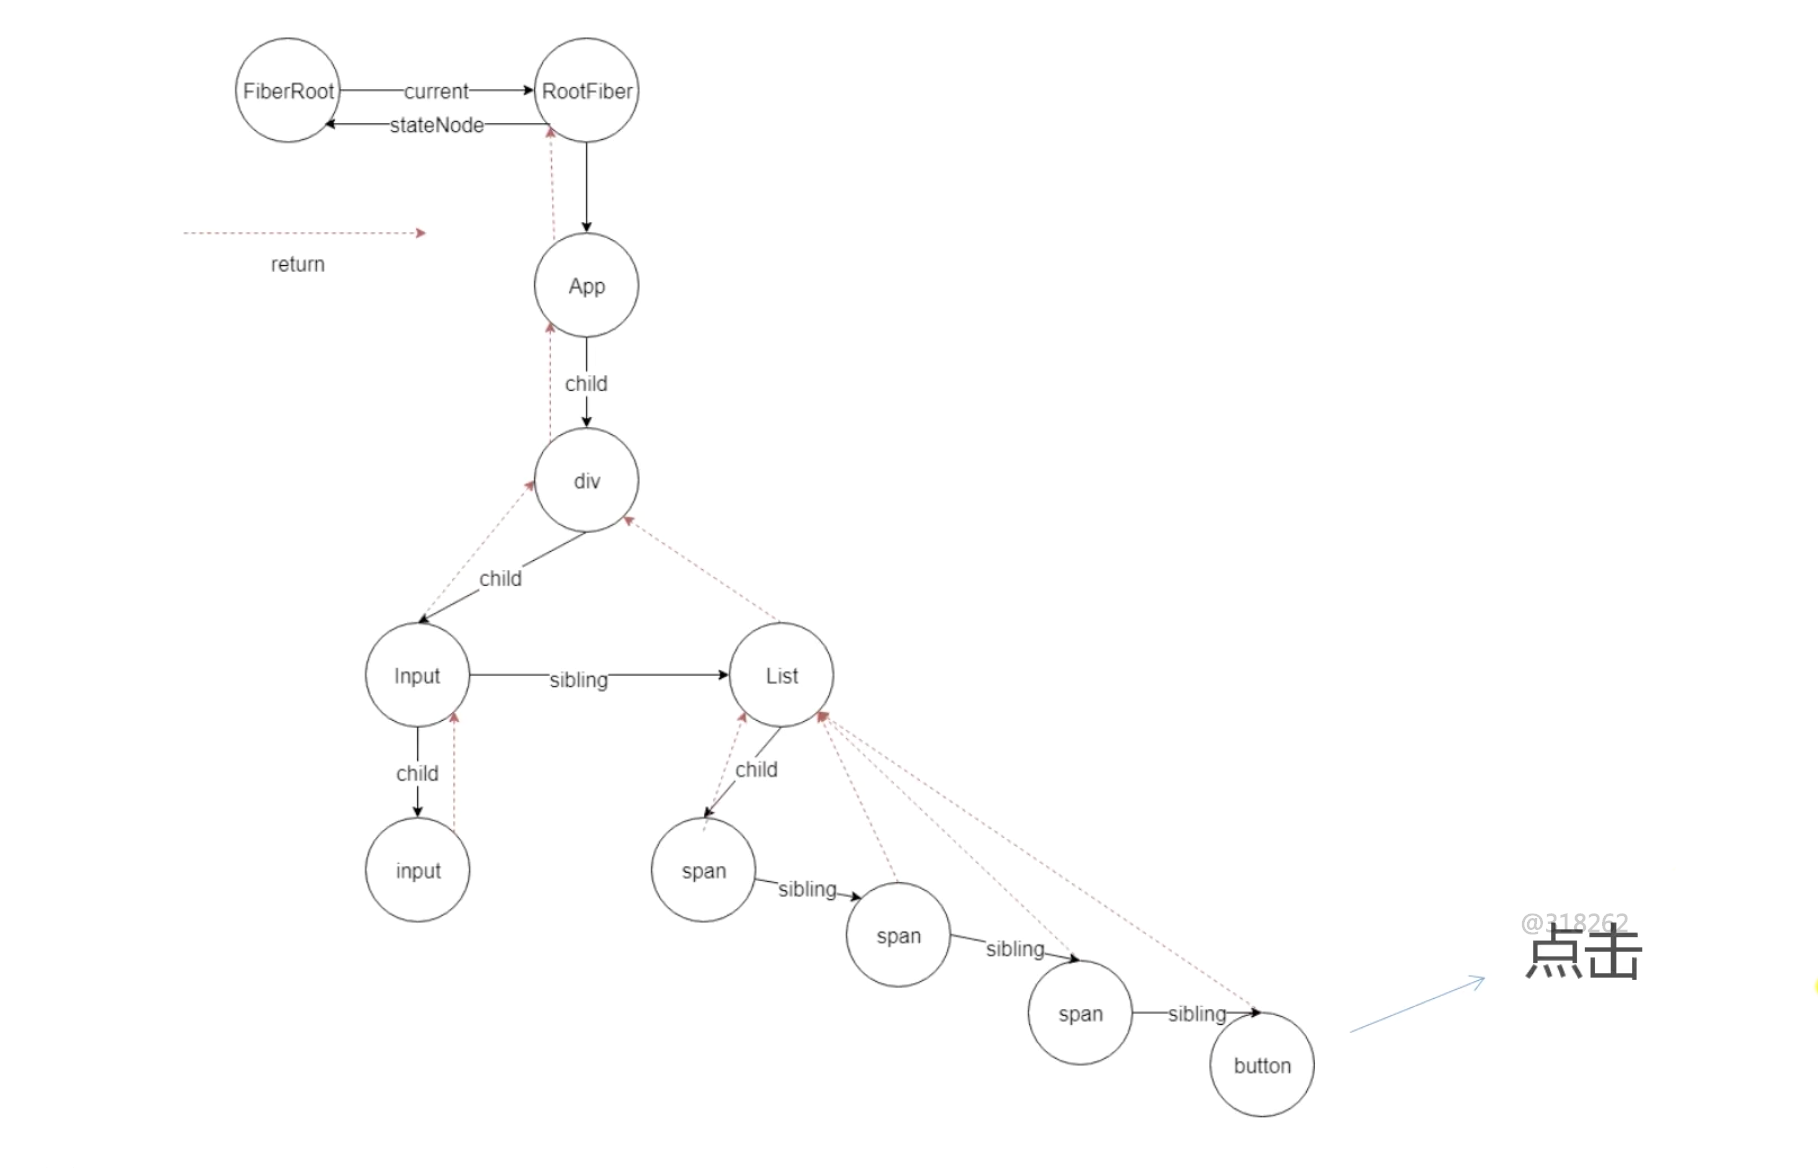 FiberRoot
current
RootFiber
stateNode
return
App
child
div
child
Input
sibling
List
child
child
input
span
sibling
span
sibling
span
sibling
button
@318262
点击